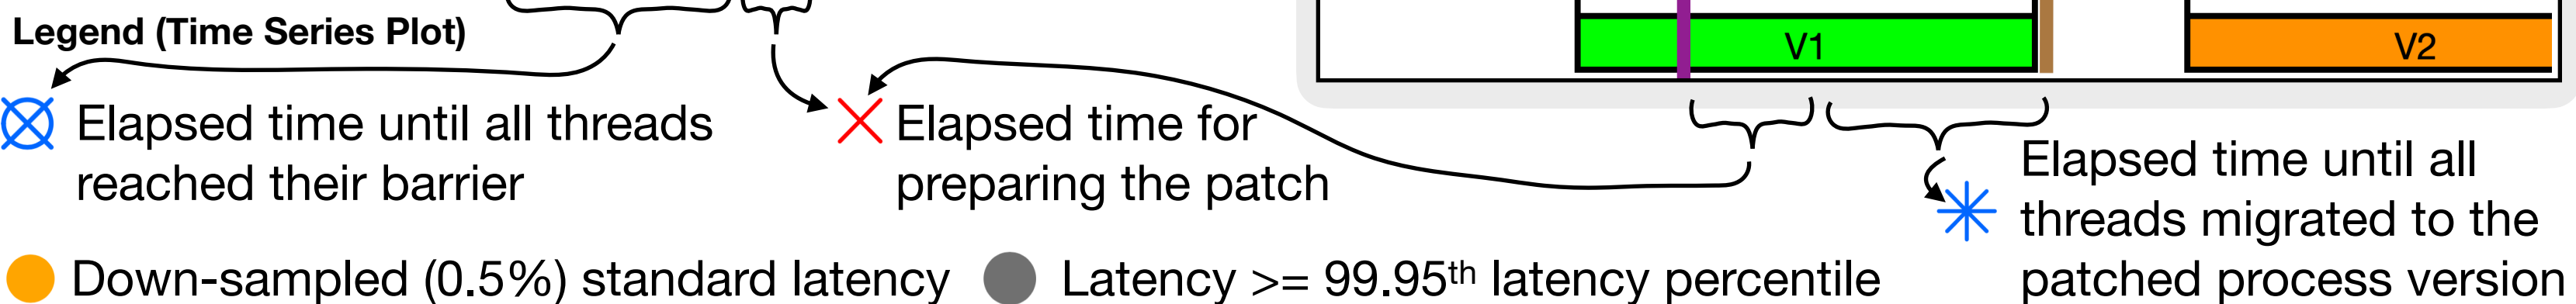 Legend (Time Series Plot)
V1
V2
Elapsed time until all threads
reached their barrier
Elapsed time for
preparing the patch
Elapsed time until all
threads migrated to the
patched process version
Down-sampled (0.5%) standard latency
Latency >= 99.95th latency percentile